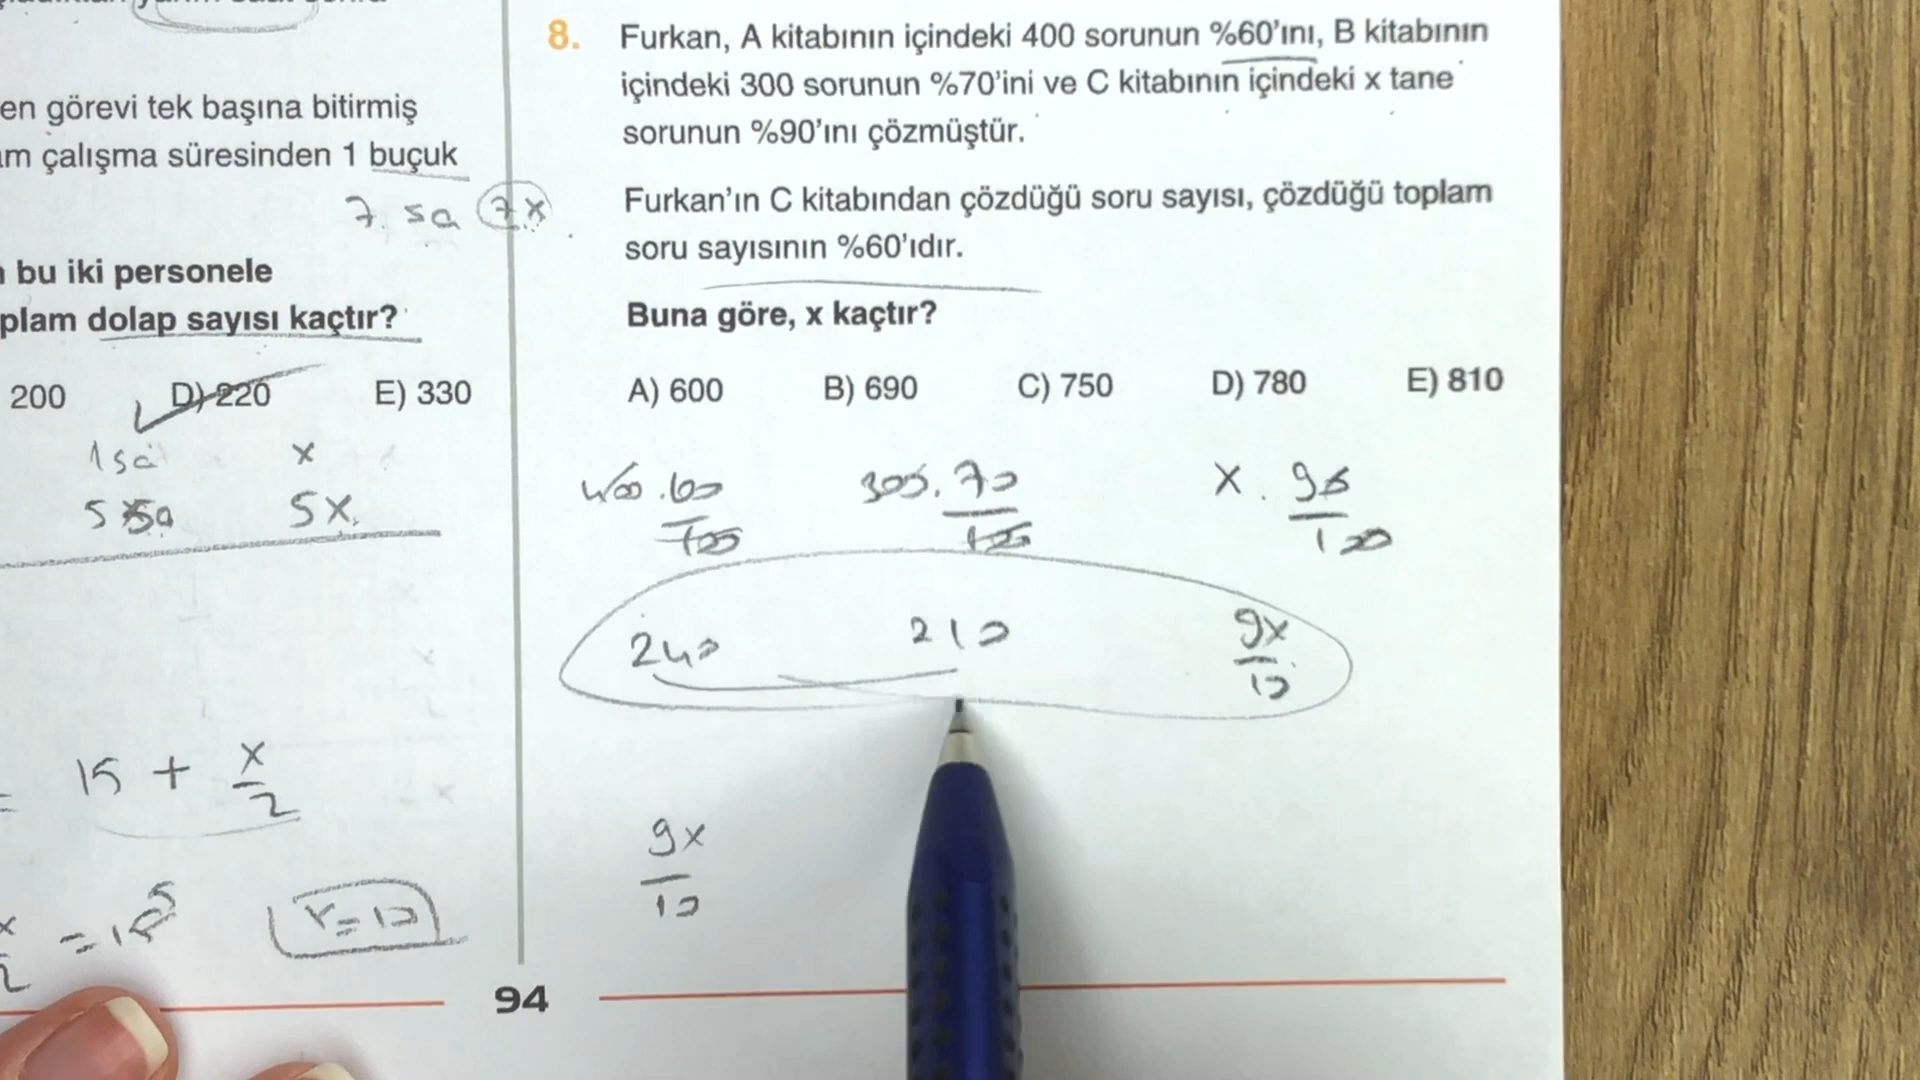 en görevi tek başına bitirmiş
ım çalışma süresinden 1 buçuk
7 sa 7x
bu iki personele
plam dolap sayısı kaçtır?
200 D) 220 E) 330
1 sa x
5 sa 5x
= 15 + x/2
x/2 = 15
x = 10
94
8. Furkan, A kitabının içindeki 400 sorunun %60'ını, B kitabının
içindeki 300 sorunun %70'ini ve C kitabının içindeki x tane
sorunun %90'ını çözmüştür.
Furkan'ın C kitabından çözdüğü soru sayısı, çözdüğü toplam
soru sayısının %60'ıdır.
Buna göre, x kaçtır?
A) 600 B) 690 C) 750 D) 780 E) 810
400 . 60/100 300 . 70/100 x . 90/100
240 210 9x/10
9x/10